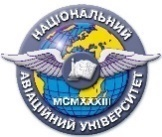 НАЦІОНАЛЬНИЙ
АВІАЦІЙНИЙ УНІВЕРСИТЕТ
MCMXXXIII